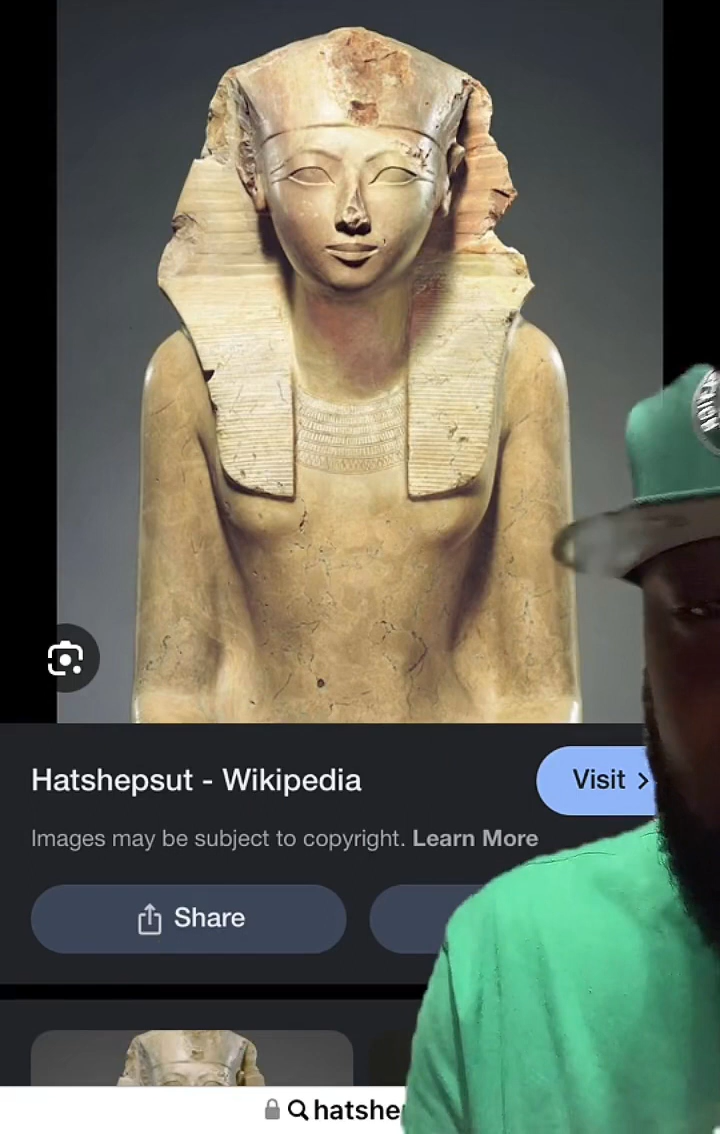 Hatshepsut - Wikipedia
Visit >
Images may be subject to copyright. Learn More
Share
hatshe